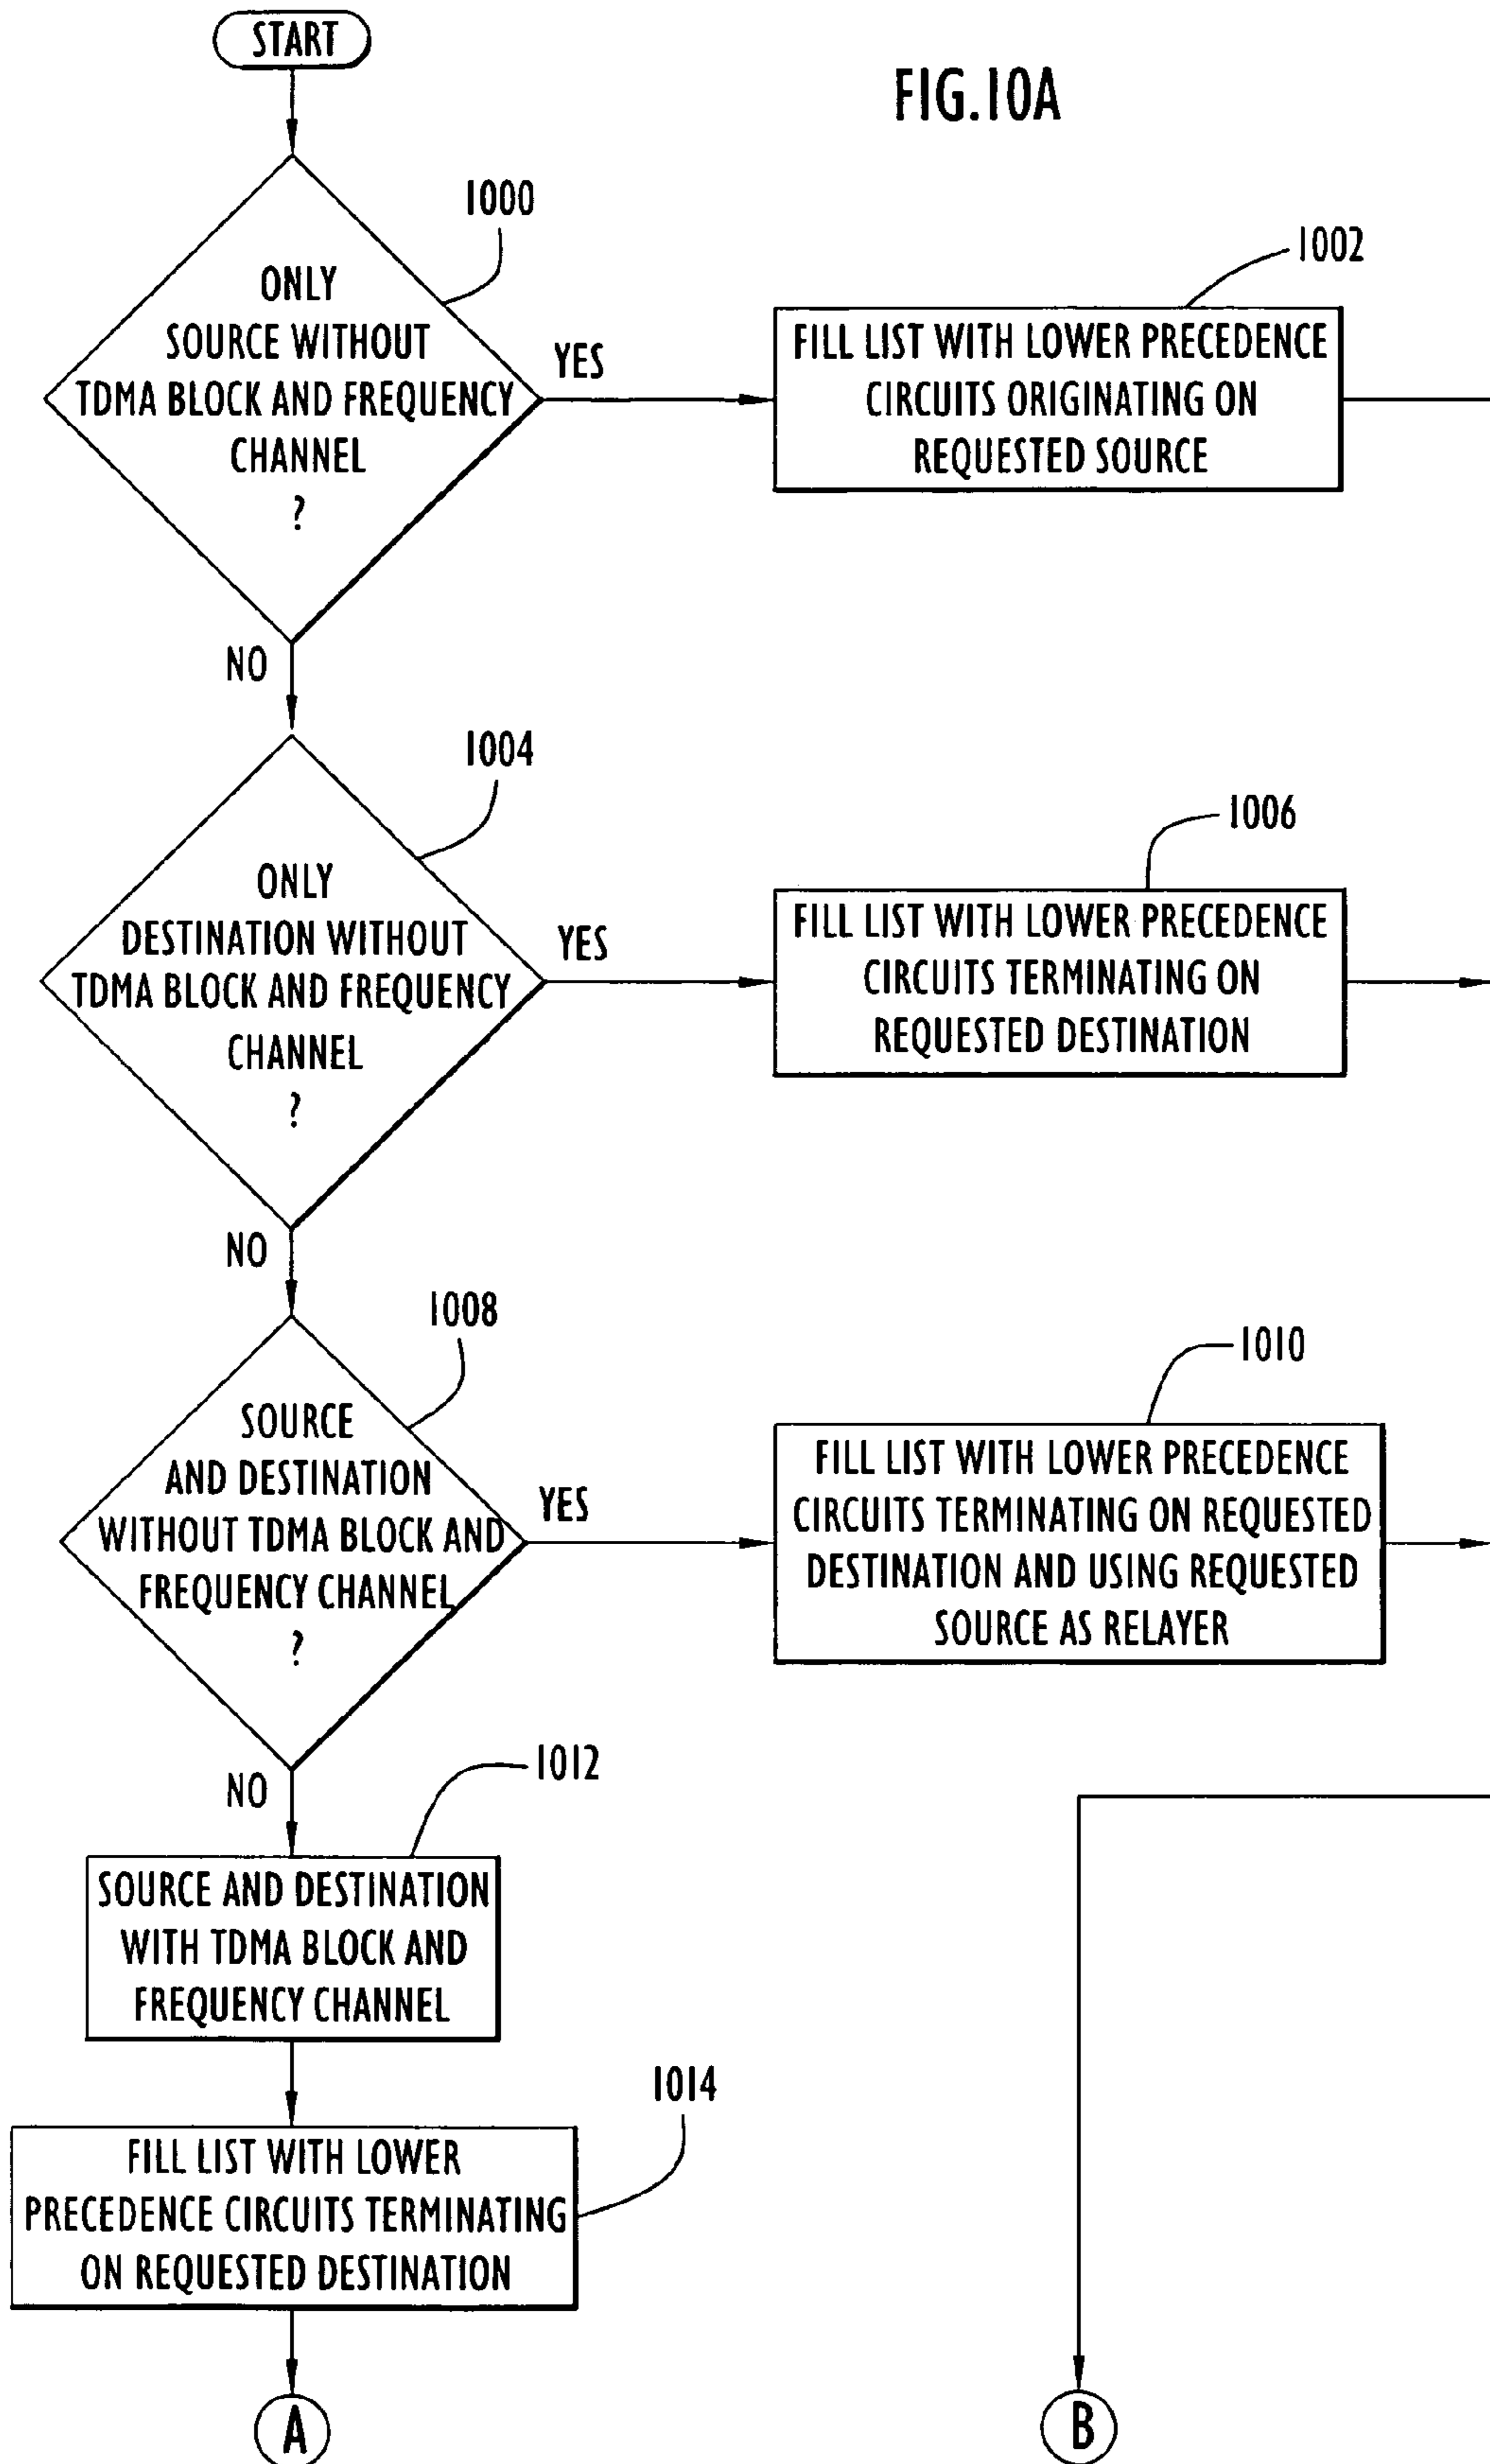 START
FIG.10A
1000
ONLY
SOURCE WITHOUT
TDMA BLOCK AND FREQUENCY
CHANNEL
?
YES
1002
FILL LIST WITH LOWER PRECEDENCE
CIRCUITS ORIGINATING ON
REQUESTED SOURCE
NO
1004
ONLY
DESTINATION WITHOUT
TDMA BLOCK AND FREQUENCY
CHANNEL
?
YES
1006
FILL LIST WITH LOWER PRECEDENCE
CIRCUITS TERMINATING ON
REQUESTED DESTINATION
NO
1008
SOURCE
AND DESTINATION
WITHOUT TDMA BLOCK AND
FREQUENCY CHANNEL
?
YES
1010
FILL LIST WITH LOWER PRECEDENCE
CIRCUITS TERMINATING ON REQUESTED
DESTINATION AND USING REQUESTED
SOURCE AS RELAYER
NO
1012
SOURCE AND DESTINATION
WITH TDMA BLOCK AND
FREQUENCY CHANNEL
1014
FILL LIST WITH LOWER
PRECEDENCE CIRCUITS TERMINATING
ON REQUESTED DESTINATION
A
B